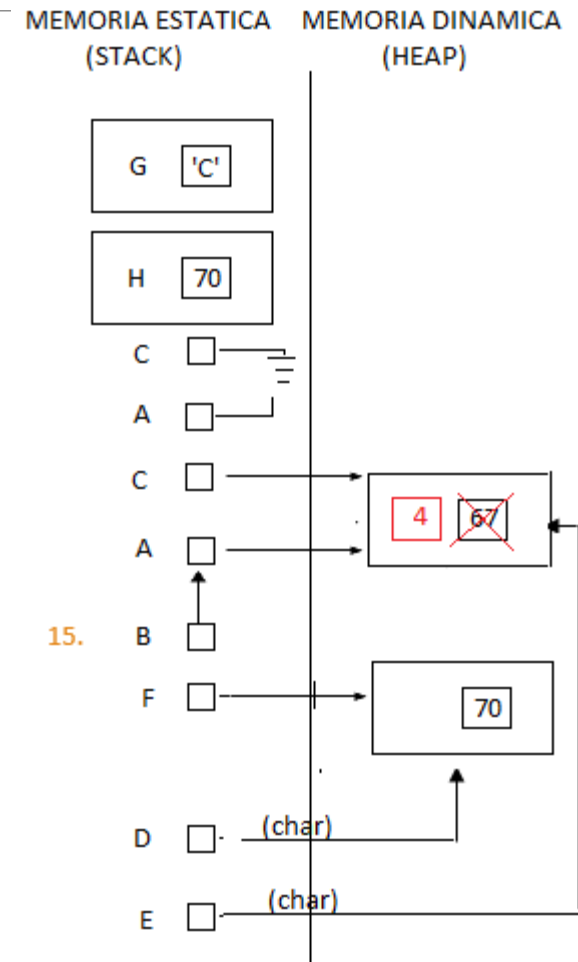 MEMORIA ESTATICA MEMORIA DINAMICA
(STACK) (HEAP)
G 'C'
H 70
C
A
C
4 67
A
15. B
F
70
D (char)
E (char)